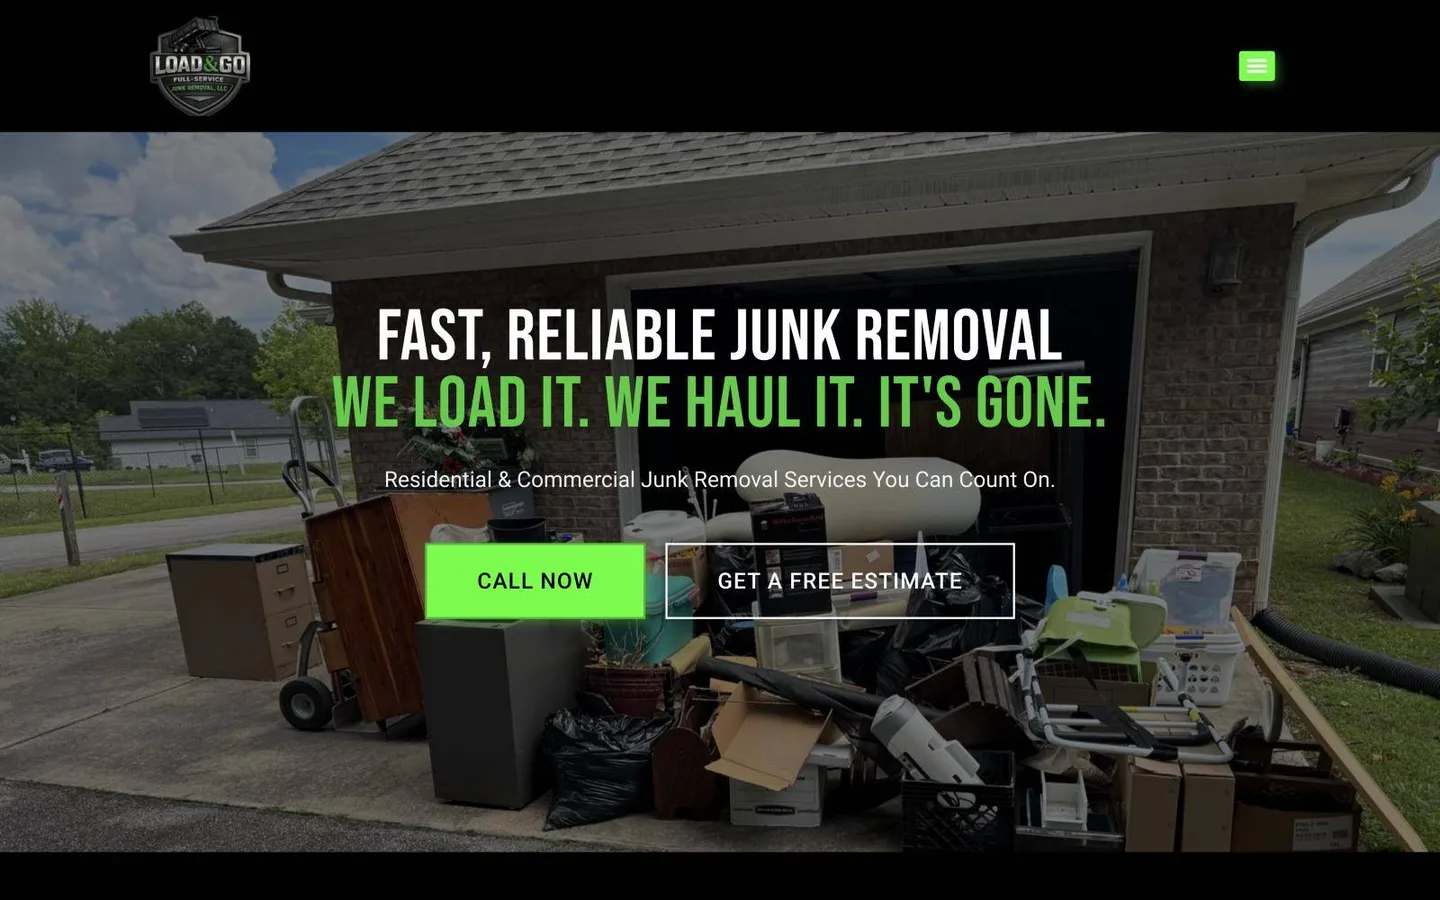 LOAD&GO
FULL-SERVICE
JUNK REMOVAL, LLC
FAST, RELIABLE JUNK REMOVAL
WE LOAD IT. WE HAUL IT. IT'S GONE.
Residential & Commercial Junk Removal Services You Can Count On.
KitchenAid
CALL NOW
GET A FREE ESTIMATE